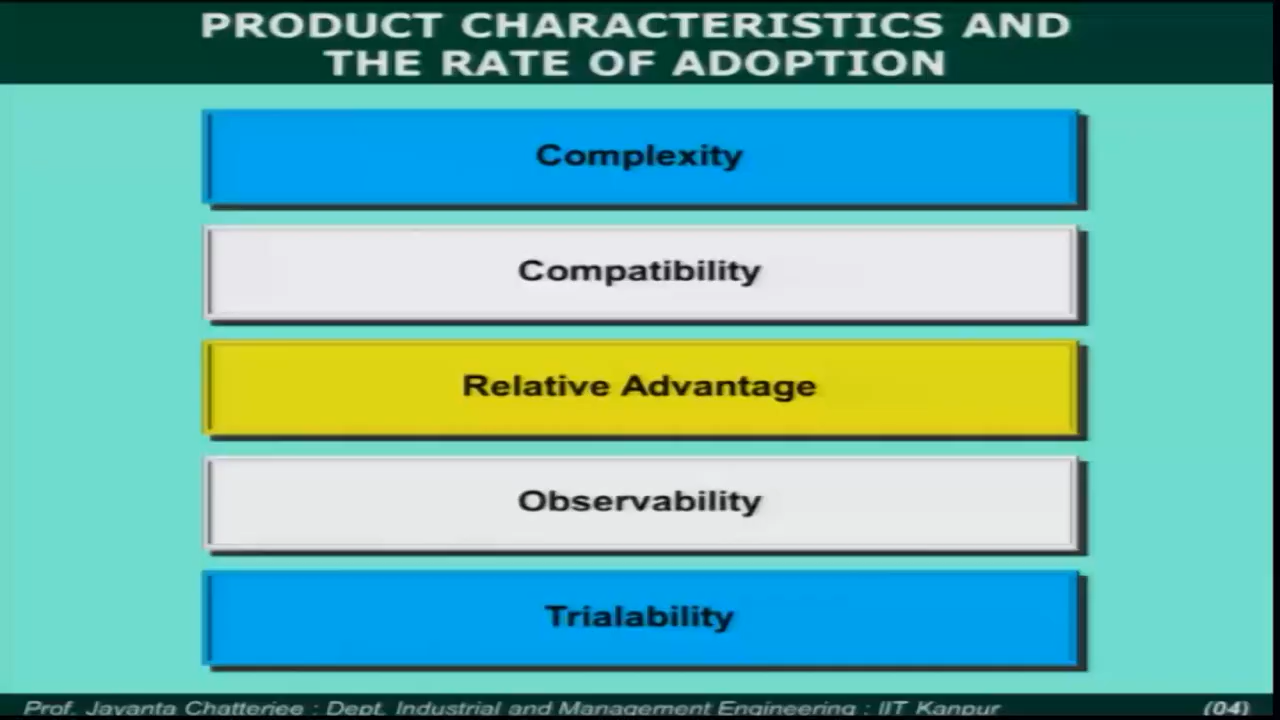 PRODUCT CHARACTERISTICS AND
THE RATE OF ADOPTION
Complexity
Compatibility
Relative Advantage
Observability
Trialability
Prof. Jayanta Chatterjee : Dept. Industrial and Management Engineering : IIT Kanpur (04)